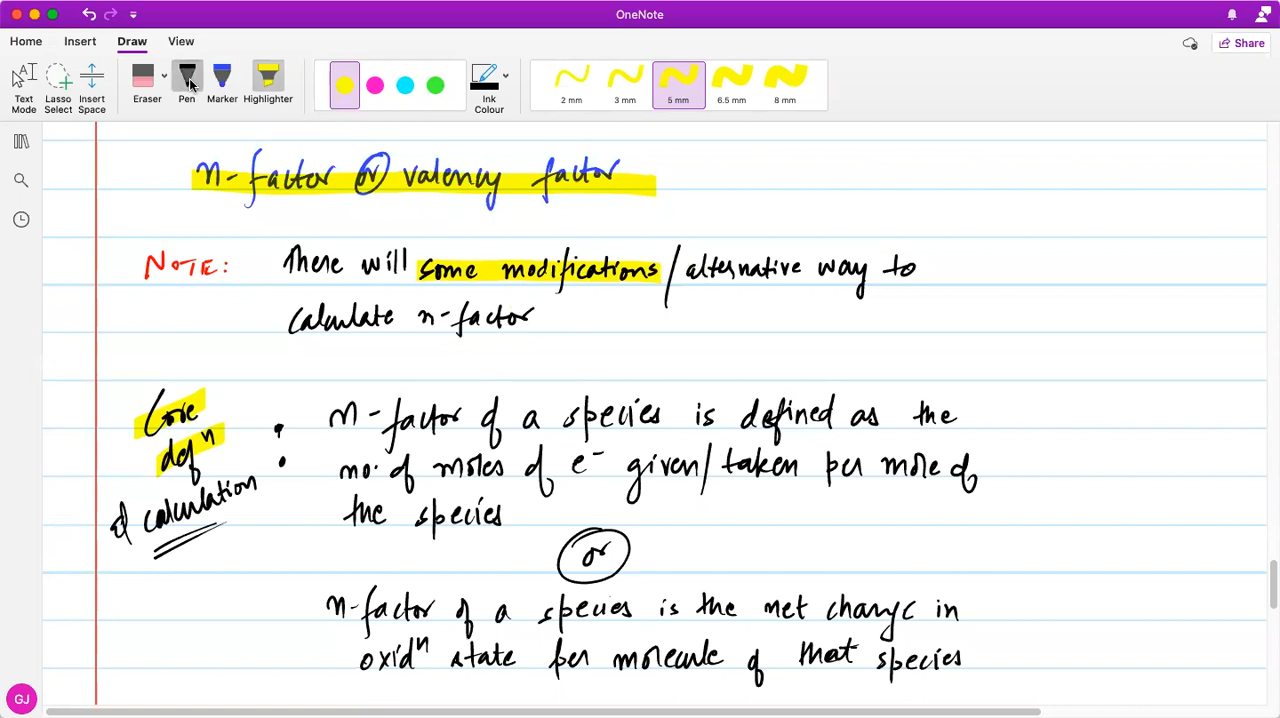 OneNote
Home Insert Draw View
Share
Text Mode
Lasso Select
Insert Space
Eraser
Pen
Marker
Highlighter
Ink Colour
2 mm
3 mm
5 mm
6.5 mm
8 mm
n-factor or valency factor
NOTE: There will some modifications/alternative way to
calculate n-factor
Core
defⁿ
of calculation
: n-factor of a species is defined as the
no. of moles of e⁻ given/taken per mole of
the species
or
n-factor of a species is the net change in
oxidⁿ state per molecule of that species
GJ